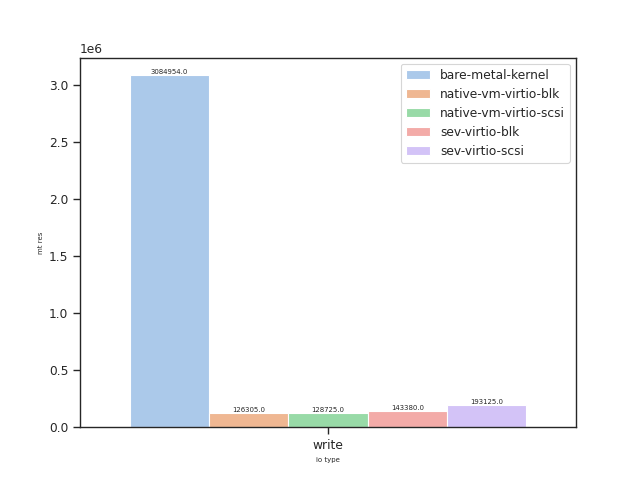 1e6
3084954.0
bare-metal-kernel
native-vm-virtio-blk
native-vm-virtio-scsi
sev-virtio-blk
sev-virtio-scsi
3.0
2.5
2.0
1.5
1.0
0.5
0.0
mt res
126305.0
128725.0
143380.0
193125.0
write
io type